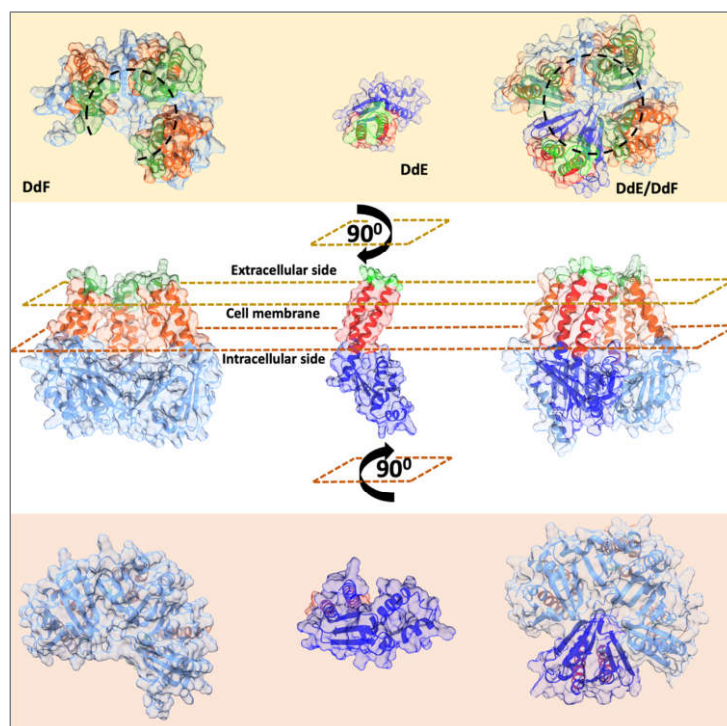 DdF
DdE
DdE/DdF
90⁰
Extracellular side
Cell membrane
Intracellular side
90⁰